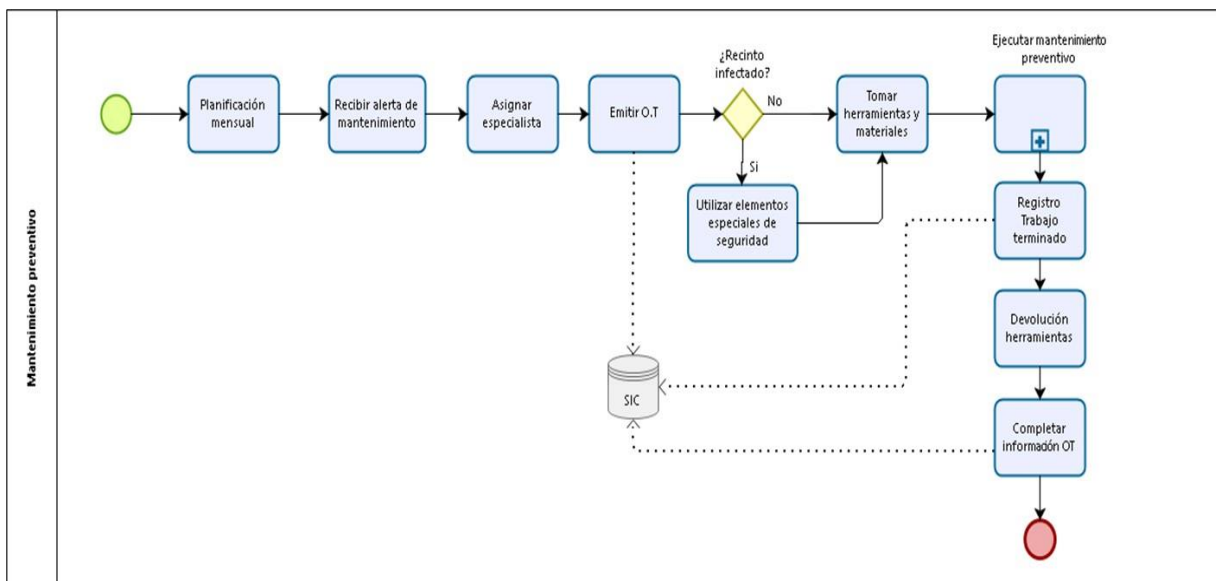 Mantenimiento preventivo
Planificación
mensual
Recibir alerta de
mantenimiento
Asignar
especialista
Emitir O.T
¿Recinto
infectado?
No
Si
Utilizar elementos
especiales de
seguridad
Tomar
herramientas y
materiales
Ejecutar mantenimiento
preventivo
Registro
Trabajo
terminado
Devolución
herramientas
Completar
información OT
SIC